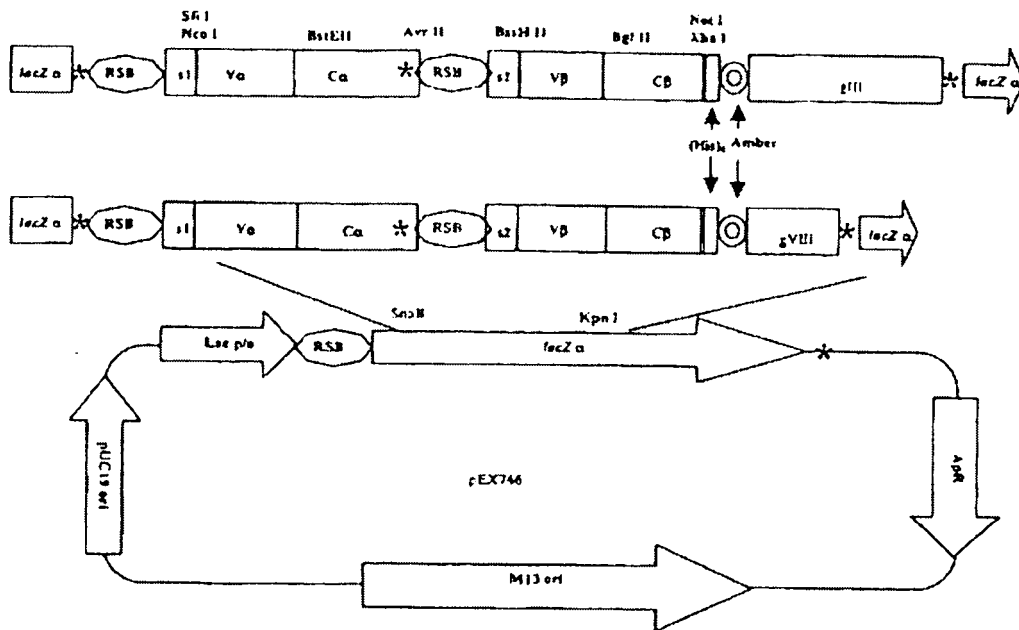 Sfi I
Nco I BstEII Avr II BssH II Bgl II Not I
Xba I
lacZ α * RSB s1 Vα Cα * RSB s2 Vβ Cβ gIII * lacZ α
(His)₆ Amber
lacZ α * RSB s1 Vα Cα * RSB s2 Vβ Cβ gVIII * lacZ α
SnaB Kpn I
Lac p/o RSB lacZ α *
pUC19 ori
ApR
pEX746
M13 ori